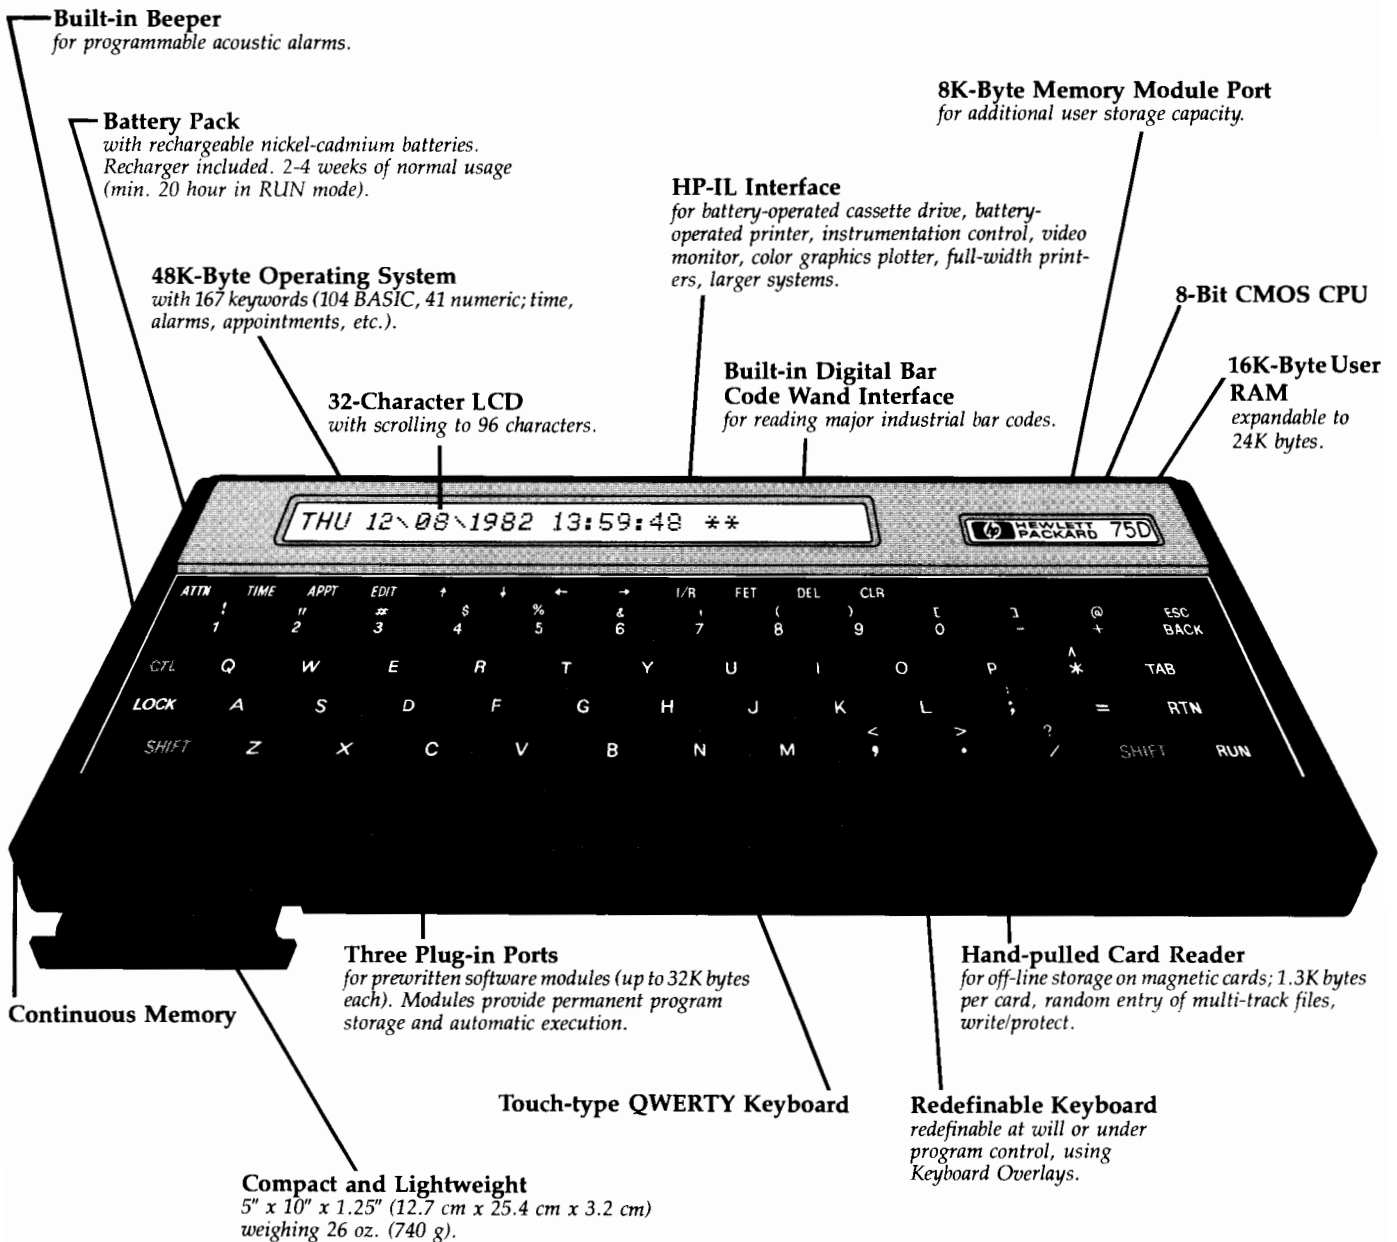 Built-in Beeper
for programmable acoustic alarms.
Battery Pack
with rechargeable nickel-cadmium batteries.
Recharger included. 2-4 weeks of normal usage
(min. 20 hour in RUN mode).
8K-Byte Memory Module Port
for additional user storage capacity.
HP-IL Interface
for battery-operated cassette drive, battery-
operated printer, instrumentation control, video
monitor, color graphics plotter, full-width print-
ers, larger systems.
48K-Byte Operating System
with 167 keywords (104 BASIC, 41 numeric; time,
alarms, appointments, etc.).
8-Bit CMOS CPU
Built-in Digital Bar
Code Wand Interface
for reading major industrial bar codes.
16K-Byte User
RAM
expandable to
24K bytes.
32-Character LCD
with scrolling to 96 characters.
THU 12\08\1982 13:59:48 **
hp HEWLETT
PACKARD 75D
ATTN TIME APPT EDIT ↑ ↓ ← → I/R FET DEL CLR
! " # $ % & ' ( ) [ ] @ ESC
1 2 3 4 5 6 7 8 9 0 - + BACK
CTL Q W E R T Y U I O P ^ * TAB
LOCK A S D F G H J K L : ; = RTN
< > ?
SHIFT Z X C V B N M , . / SHIFT RUN
Three Plug-in Ports
for prewritten software modules (up to 32K bytes
each). Modules provide permanent program
storage and automatic execution.
Hand-pulled Card Reader
for off-line storage on magnetic cards; 1.3K bytes
per card, random entry of multi-track files,
write/protect.
Continuous Memory
Touch-type QWERTY Keyboard
Redefinable Keyboard
redefinable at will or under
program control, using
Keyboard Overlays.
Compact and Lightweight
5" x 10" x 1.25" (12.7 cm x 25.4 cm x 3.2 cm)
weighing 26 oz. (740 g).